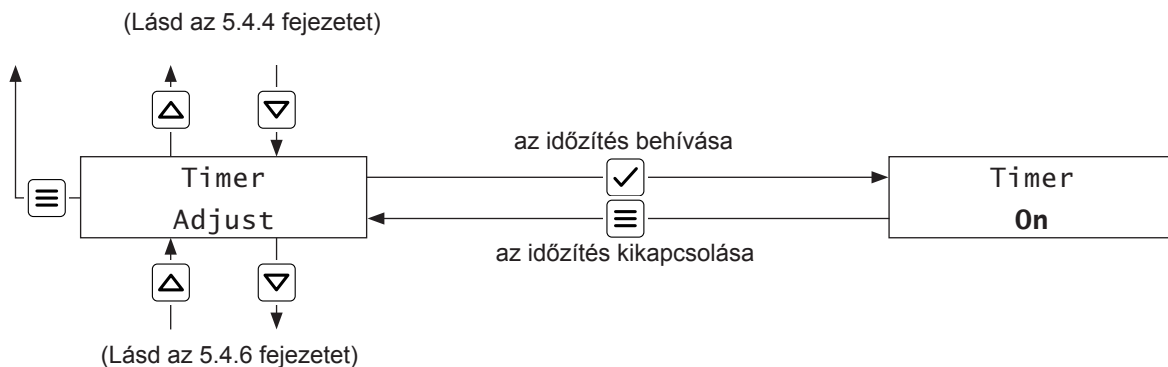 (Lásd az 5.4.4 fejezetet)
az időzítés behívása
Timer
Adjust
Timer
On
az időzítés kikapcsolása
(Lásd az 5.4.6 fejezetet)